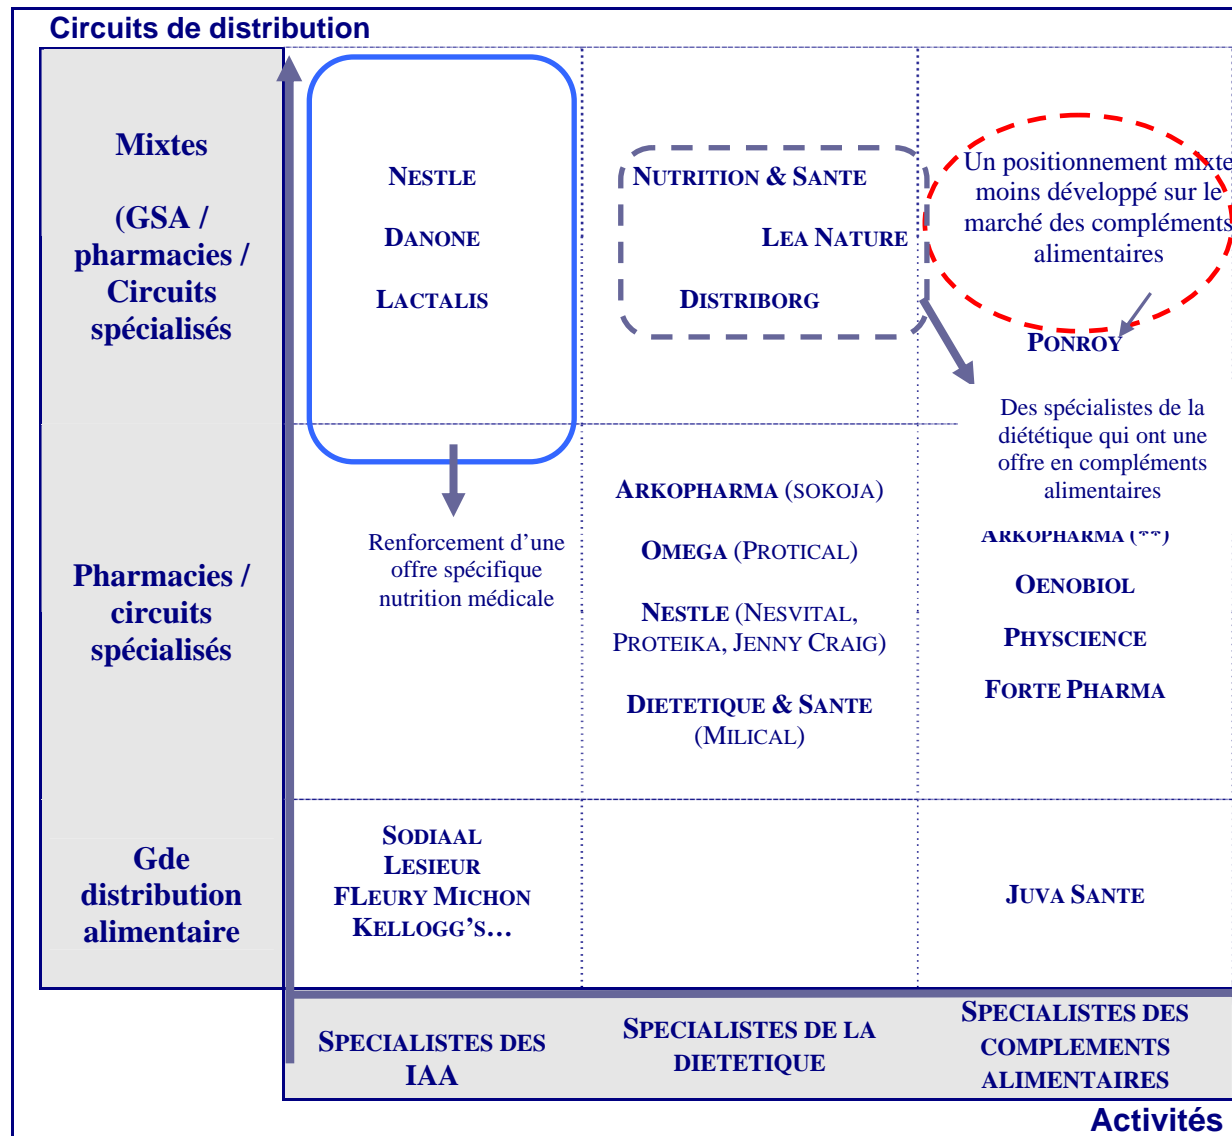 Circuits de distribution
Mixtes
(GSA /
pharmacies /
Circuits
spécialisés
NESTLE
DANONE
LACTALIS
NUTRITION & SANTE
LEA NATURE
DISTRIBORG
Un positionnement mixte
moins développé sur le
marché des compléments
alimentaires
PONROY
Des spécialistes de la
diététique qui ont une
offre en compléments
alimentaires
Pharmacies /
circuits
spécialisés
Renforcement d’une
offre spécifique
nutrition médicale
ARKOPHARMA (SOKOJA)
OMEGA (PROTICAL)
NESTLE (NESVITAL,
PROTEIKA, JENNY CRAIG)
DIETETIQUE & SANTE
(MILICAL)
ARKOPHARMA (**)
OENOBIOL
PHYSCIENCE
FORTE PHARMA
Gde
distribution
alimentaire
SODIAAL
LESIEUR
FLEURY MICHON
KELLOGG’S…
JUVA SANTE
SPECIALISTES DES
IAA
SPECIALISTES DE LA
DIETETIQUE
SPECIALISTES DES
COMPLEMENTS
ALIMENTAIRES
Activités